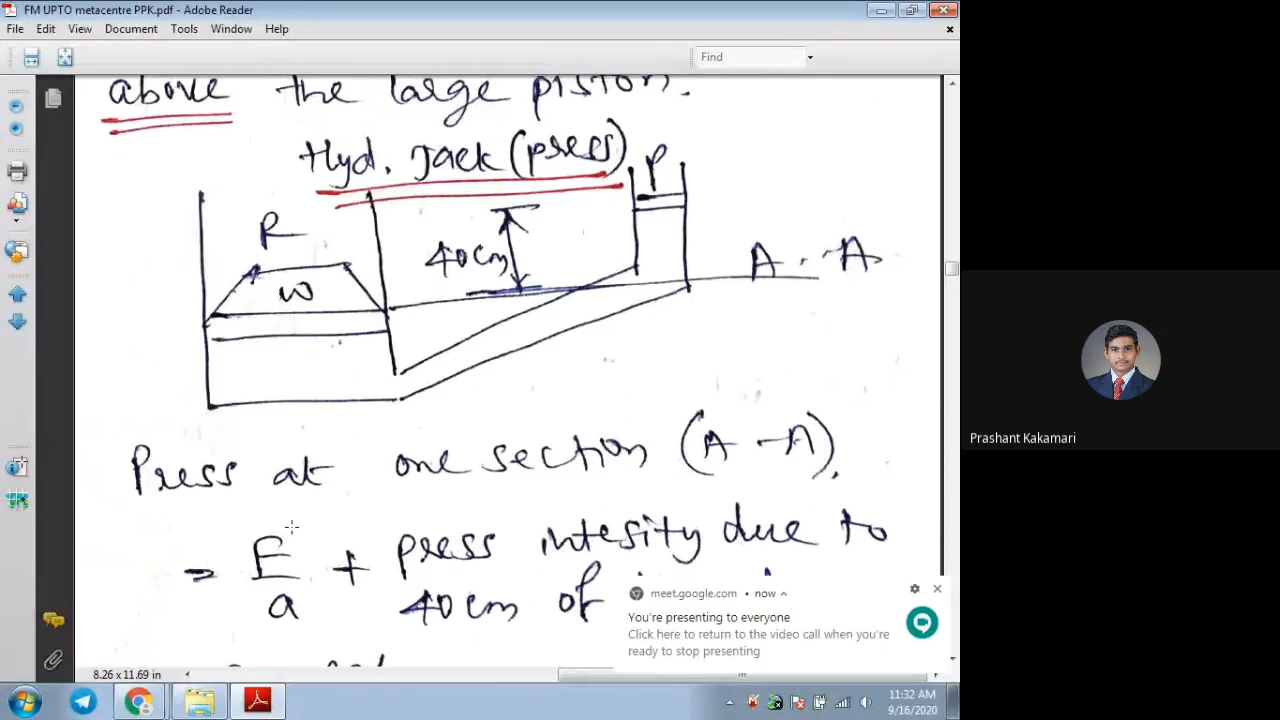 FM UPTO metacentre PPK.pdf - Adobe Reader
File Edit View Document Tools Window Help
Find
above the large piston.
Hyd. Jack (press)
P
R
40cm
A - A
W
Press at one section (A-A).
= F/a + press intesity due to
40cm of
meet.google.com • now
You're presenting to everyone
Click here to return to the video call when you're
ready to stop presenting
8.26 x 11.69 in
11:32 AM
9/16/2020
Prashant Kakamari